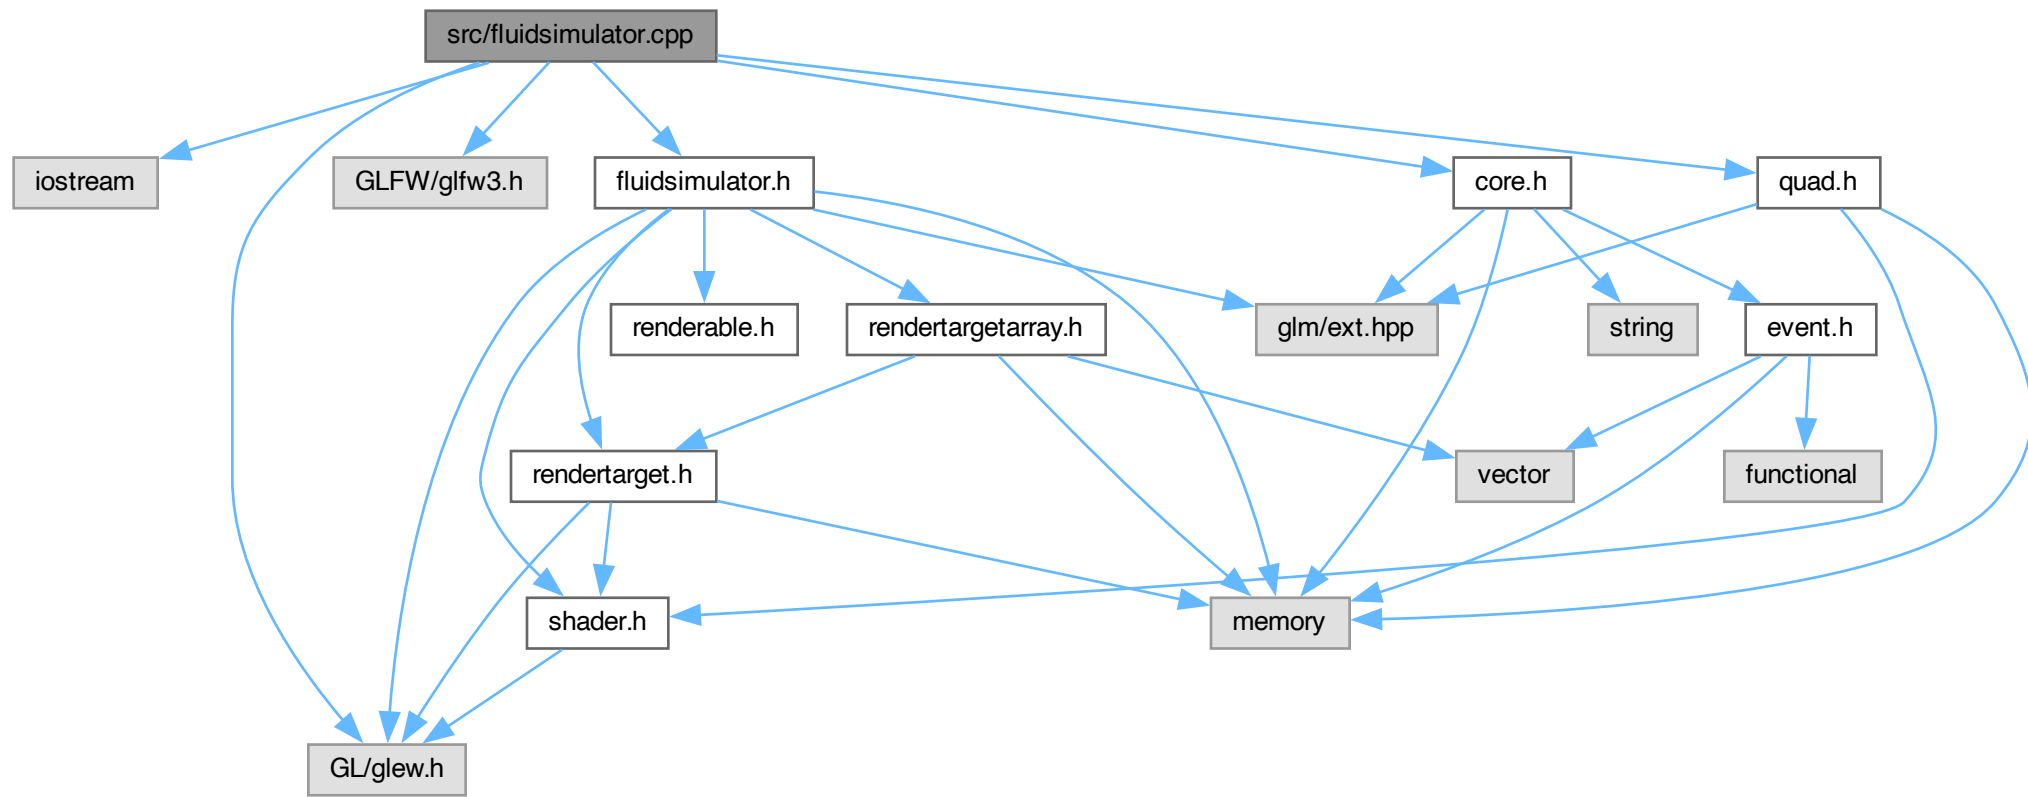 src/fluidsimulator.cpp
iostream
GLFW/glfw3.h
fluidsimulator.h
core.h
quad.h
renderable.h
rendertargetarray.h
glm/ext.hpp
string
event.h
rendertarget.h
vector
functional
shader.h
memory
GL/glew.h